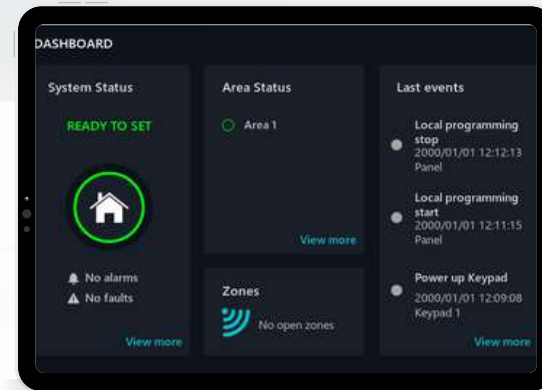 DASHBOARD
System Status
READY TO SET
No alarms
No faults
View more
Area Status
Area 1
View more
Zones
No open zones
Last events
Local programming
stop
2000/01/01 12:12:13
Panel
Local programming
start
2000/01/01 12:11:15
Panel
Power up Keypad
2000/01/01 12:09:08
Keypad 1
View more